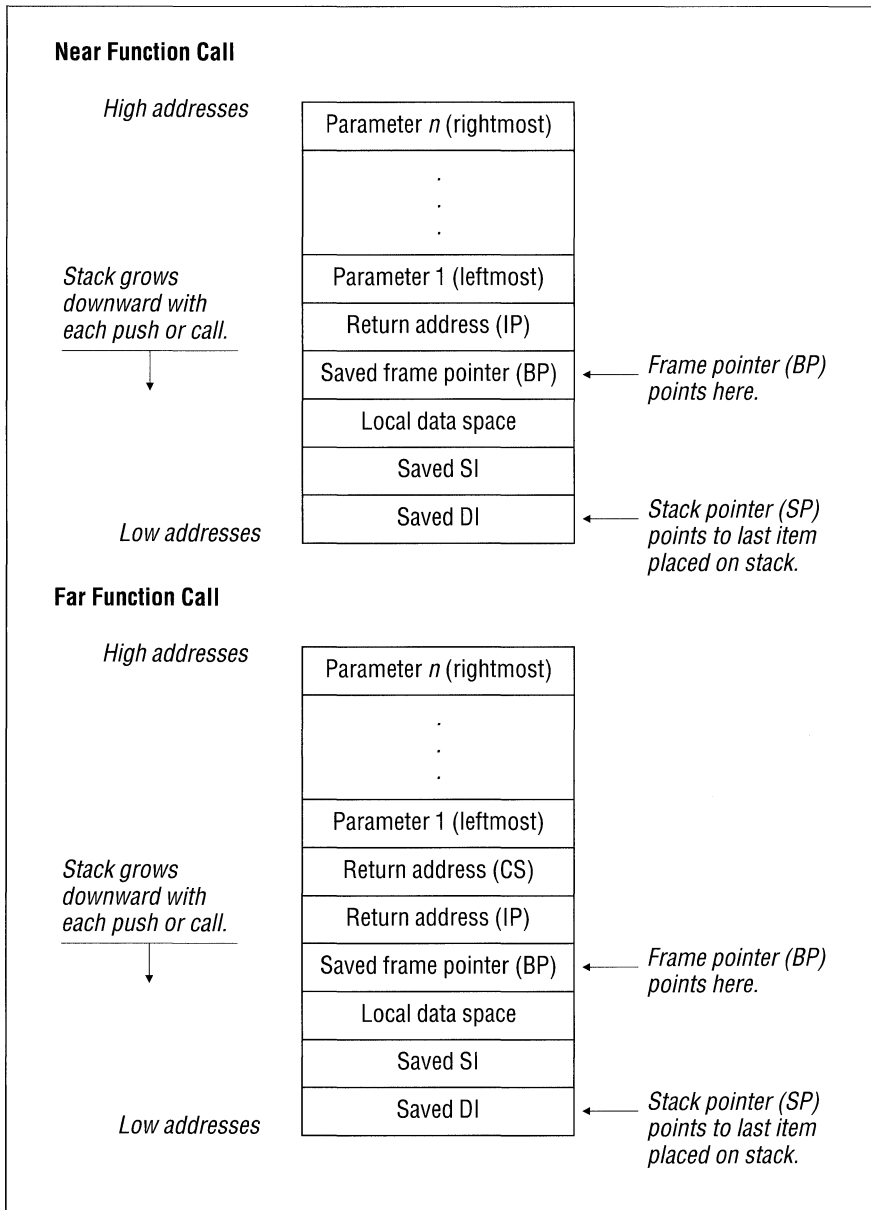 Near Function Call
High addresses
Parameter n (rightmost)
.
.
.
Stack grows
downward with
each push or call.
Parameter 1 (leftmost)
Return address (IP)
Saved frame pointer (BP)
Frame pointer (BP)
points here.
Local data space
Saved SI
Saved DI
Low addresses
Stack pointer (SP)
points to last item
placed on stack.
Far Function Call
High addresses
Parameter n (rightmost)
.
.
.
Stack grows
downward with
each push or call.
Parameter 1 (leftmost)
Return address (CS)
Return address (IP)
Saved frame pointer (BP)
Frame pointer (BP)
points here.
Local data space
Saved SI
Saved DI
Low addresses
Stack pointer (SP)
points to last item
placed on stack.